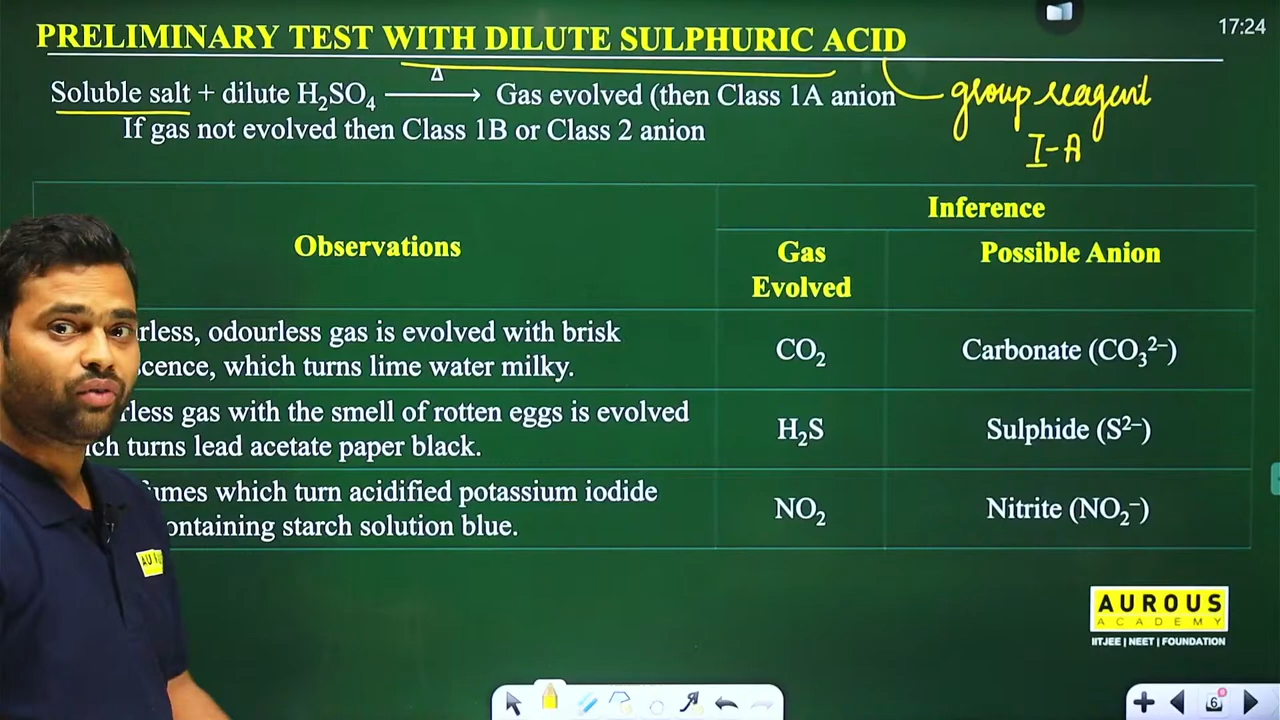 17:24
PRELIMINARY TEST WITH DILUTE SULPHURIC ACID
Δ
Soluble salt + dilute H₂SO₄ ⟶ Gas evolved (then Class 1A anion
group reagent
I-A
If gas not evolved then Class 1B or Class 2 anion
Inference
Observations
Gas
Evolved
Possible Anion
rless, odourless gas is evolved with brisk
scence, which turns lime water milky.
CO₂
Carbonate (CO₃²⁻)
rless gas with the smell of rotten eggs is evolved
ich turns lead acetate paper black.
H₂S
Sulphide (S²⁻)
umes which turn acidified potassium iodide
ontaining starch solution blue.
NO₂
Nitrite (NO₂⁻)
AUROUS
ACADEMY
IITJEE | NEET | FOUNDATION
6